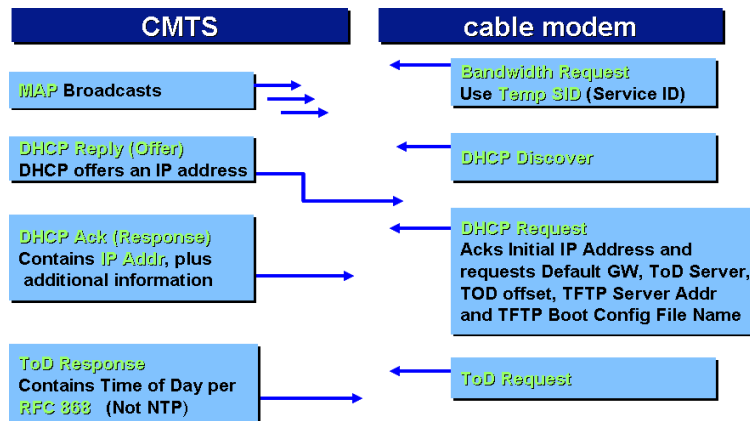 CMTS
cable modem
MAP Broadcasts
Bandwidth Request
Use Temp SID (Service ID)
DHCP Reply (Offer)
DHCP offers an IP address
DHCP Discover
DHCP Ack (Response)
Contains IP Addr, plus
additional information
DHCP Request
Acks Initial IP Address and
requests Default GW, ToD Server,
TOD offset, TFTP Server Addr
and TFTP Boot Config File Name
ToD Response
Contains Time of Day per
RFC 868 (Not NTP)
ToD Request